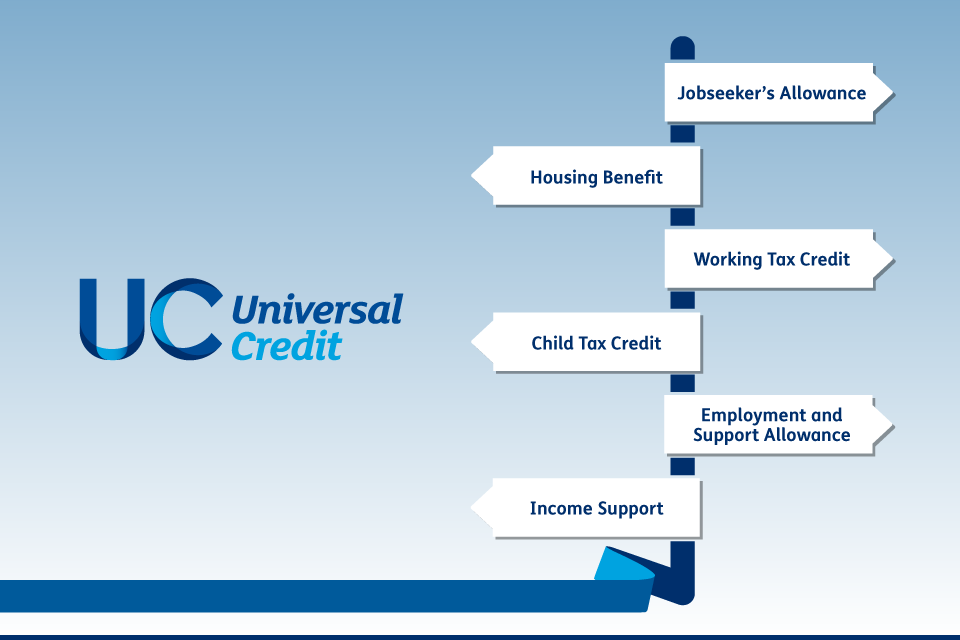 Jobseeker’s Allowance
Housing Benefit
Working Tax Credit
UC Universal
Credit
Child Tax Credit
Employment and
Support Allowance
Income Support